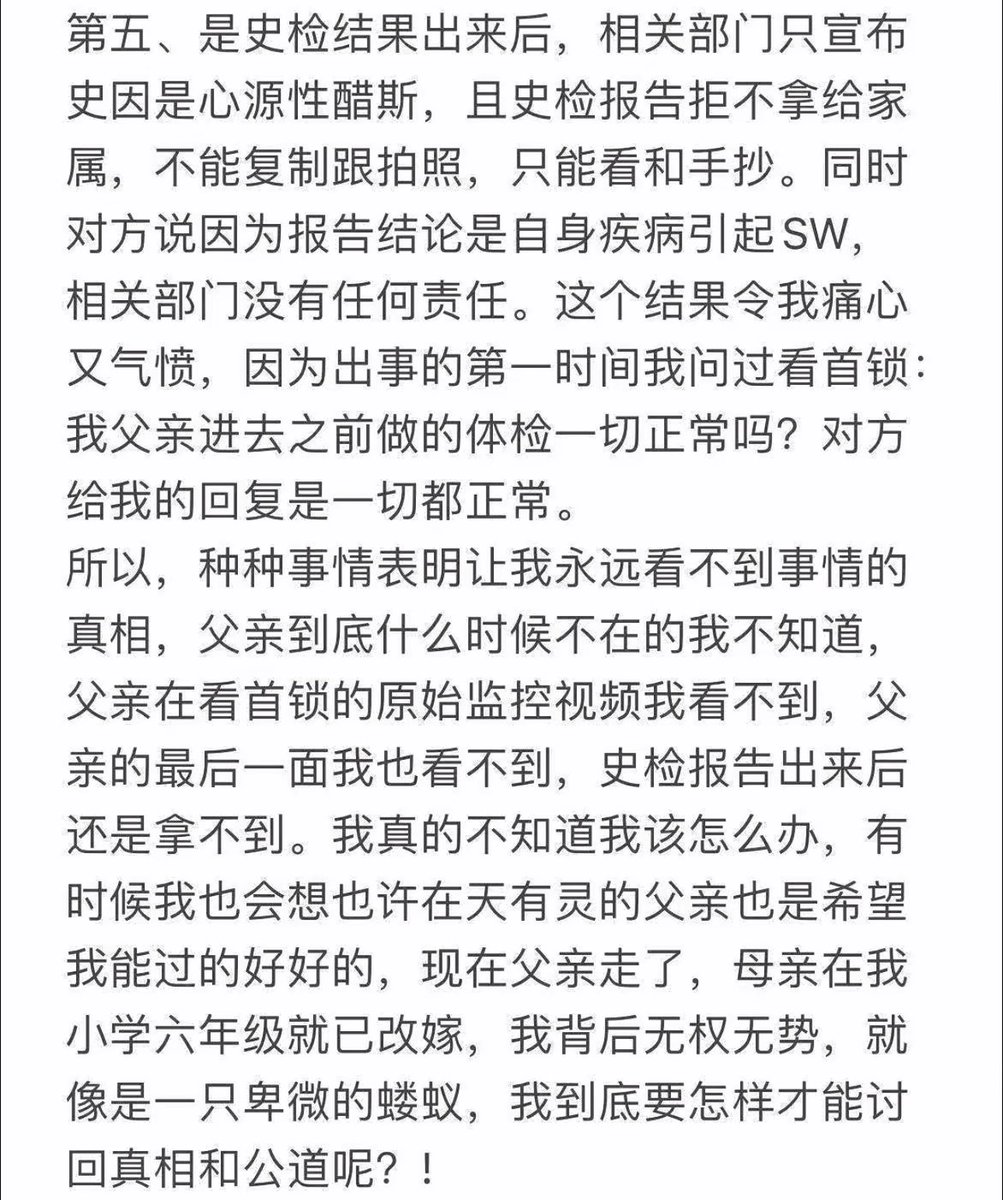 第五、是史检结果出来后，相关部门只宣布
史因是心源性醋斯，且史检报告拒不拿给家
属，不能复制跟拍照，只能看和手抄。同时
对方说因为报告结论是自身疾病引起SW，
相关部门没有任何责任。这个结果令我痛心
又气愤，因为出事的第一时间我问过看首锁：
我父亲进去之前做的体检一切正常吗？对方
给我的回复是一切都正常。
所以，种种事情表明让我永远看不到事情的
真相，父亲到底什么时候不在的我不知道，
父亲在看首锁的原始监控视频我看不到，父
亲的最后一面我也看不到，史检报告出来后
还是拿不到。我真的不知道我该怎么办，有
时候我也会想也许在天有灵的父亲也是希望
我能过的好好的，现在父亲走了，母亲在我
小学六年级就已改嫁，我背后无权无势，就
像是一只卑微的蝼蚁，我到底要怎样才能讨
回真相和公道呢？！